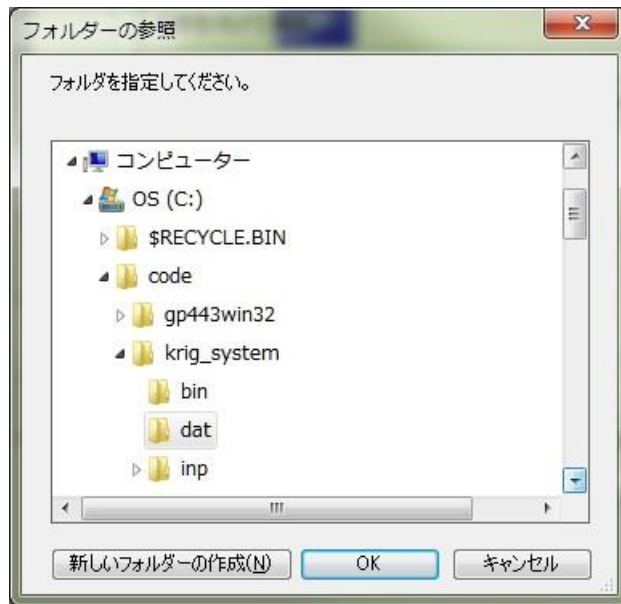 フォルダーの参照
フォルダを指定してください。
コンピューター
OS (C:)
$RECYCLE.BIN
code
gp443win32
krig_system
bin
dat
inp
新しいフォルダーの作成(N) OK キャンセル